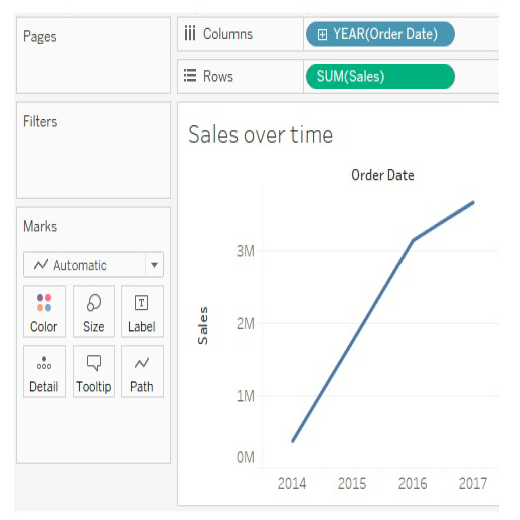 Pages
Columns
YEAR(Order Date)
Rows
SUM(Sales)
Filters
Sales over time
Order Date
Marks
Automatic
Color
Size
Label
Detail
Tooltip
Path
Sales
3M
2M
1M
0M
2014
2015
2016
2017